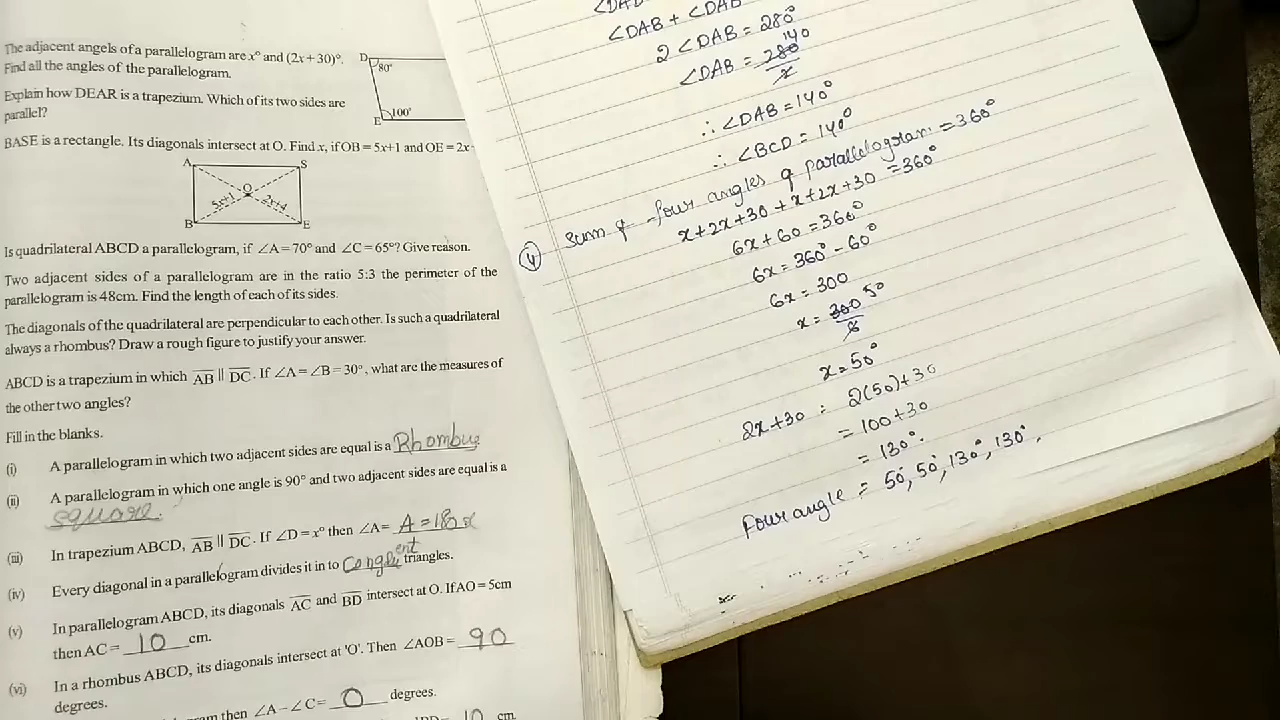 The adjacent angels of a parallelogram are x° and (2x + 30)°.
Find all the angles of the parallelogram.
D
80°
Explain how DEAR is a trapezium. Which of its two sides are
parallel?
E
100°
BASE is a rectangle. Its diagonals intersect at O. Find x, if OB = 5x+1 and OE = 2x
A
S
O
5x+1
2x+4
B
E
Is quadrilateral ABCD a parallelogram, if ∠A = 70° and ∠C = 65°? Give reason.
Two adjacent sides of a parallelogram are in the ratio 5:3 the perimeter of the
parallelogram is 48cm. Find the length of each of its sides.
The diagonals of the quadrilateral are perpendicular to each other. Is such a quadrilateral
always a rhombus? Draw a rough figure to justify your answer.
ABCD is a trapezium in which AB || DC. If ∠A = ∠B = 30°, what are the measures of
the other two angles?
Fill in the blanks.
(i) A parallelogram in which two adjacent sides are equal is a Rhombus
(ii) A parallelogram in which one angle is 90° and two adjacent sides are equal is a
square.
(iii) In trapezium ABCD, AB || DC. If ∠D = x° then ∠A = A = 180-x
(iv) Every diagonal in a parallelogram divides it in to triangles.
(v) In parallelogram ABCD, its diagonals AC and BD intersect at O. If AO = 5cm
then AC = 10 cm.
(vi) In a rhombus ABCD, its diagonals intersect at 'O'. Then ∠AOB = 90
degrees.
then ∠A – ∠C = 0 degrees.
10 cm
∠DAB + ∠DAB
2 ∠DAB = 280°
140
∠DAB = 280
2
∴ ∠DAB = 140°
∴ ∠BCD = 140°
(4) Sum of four angles of parallelogram = 360°
x + 2x + 30 + x + 2x + 30 = 360°
6x + 60 = 360°
6x = 360° - 60°
6x = 300
x = 300 50
6
x = 50°
2x + 30 = 2(50) + 30
= 100 + 30
= 130°.
Four angle = 50°, 50°, 130°, 130°.